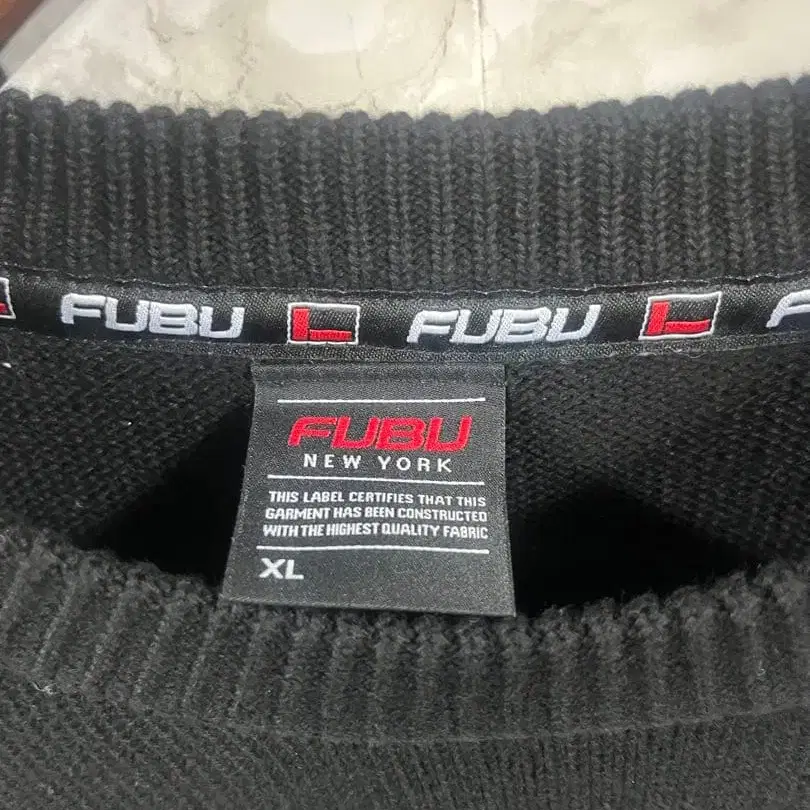 FUBU FUBU
FUBU
NEW YORK
THIS LABEL CERTIFIES THAT THIS
GARMENT HAS BEEN CONSTRUCTED
WITH THE HIGHEST QUALITY FABRIC
XL